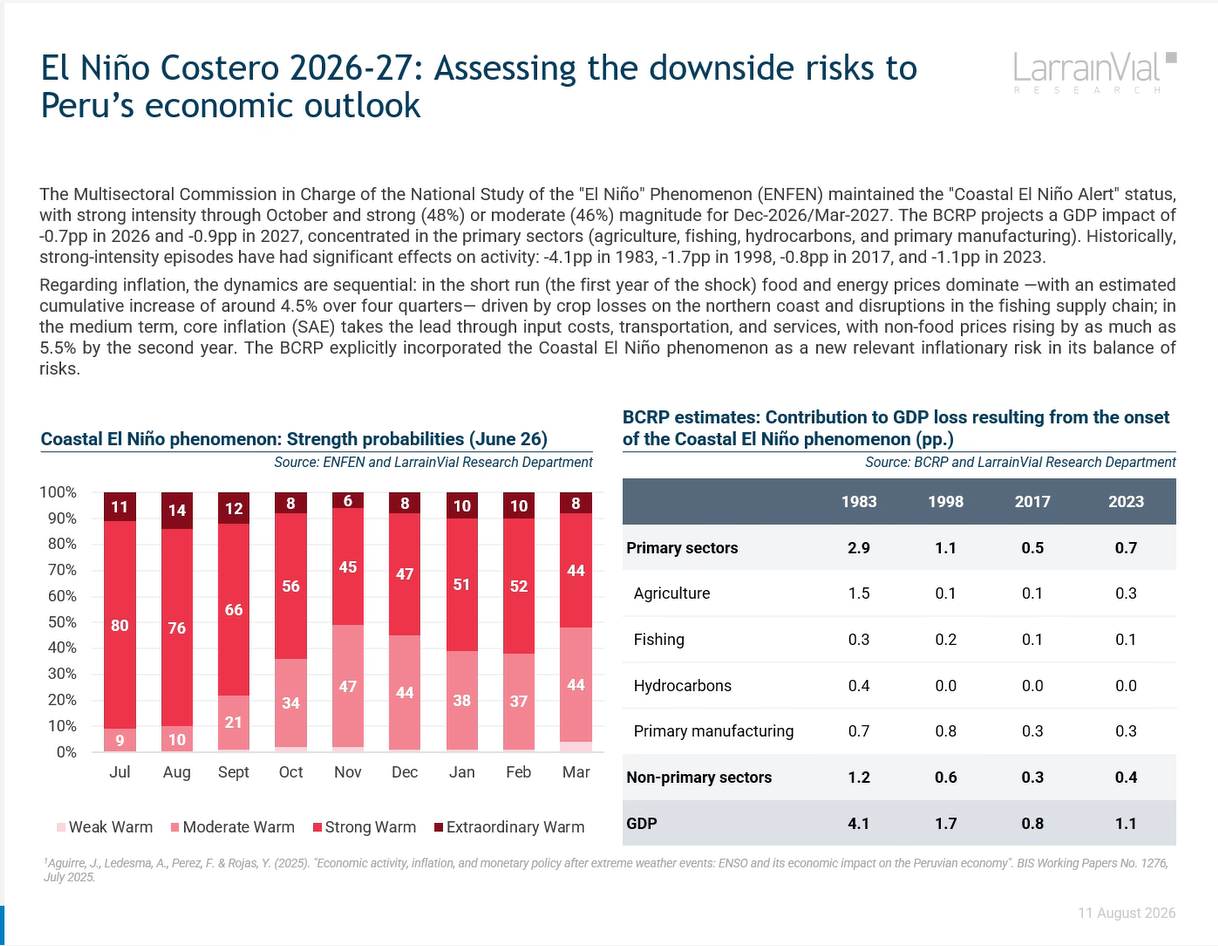 El Niño Costero 2026-27: Assessing the downside risks to
Peru’s economic outlook
LarrainVial
RESEARCH
The Multisectoral Commission in Charge of the National Study of the "El Niño" Phenomenon (ENFEN) maintained the "Coastal El Niño Alert" status,
with strong intensity through October and strong (48%) or moderate (46%) magnitude for Dec-2026/Mar-2027. The BCRP projects a GDP impact of
-0.7pp in 2026 and -0.9pp in 2027, concentrated in the primary sectors (agriculture, fishing, hydrocarbons, and primary manufacturing). Historically,
strong-intensity episodes have had significant effects on activity: -4.1pp in 1983, -1.7pp in 1998, -0.8pp in 2017, and -1.1pp in 2023.
Regarding inflation, the dynamics are sequential: in the short run (the first year of the shock) food and energy prices dominate —with an estimated
cumulative increase of around 4.5% over four quarters— driven by crop losses on the northern coast and disruptions in the fishing supply chain; in
the medium term, core inflation (SAE) takes the lead through input costs, transportation, and services, with non-food prices rising by as much as
5.5% by the second year. The BCRP explicitly incorporated the Coastal El Niño phenomenon as a new relevant inflationary risk in its balance of
risks.
Coastal El Niño phenomenon: Strength probabilities (June 26)
Source: ENFEN and LarrainVial Research Department
100%
90%
80%
70%
60%
50%
40%
30%
20%
10%
0%
11 14 12 8 6 8 10 10 8
80 76 66 56 45 47 51 52 44
9 10 21 34 47 44 38 37 44
Jul Aug Sept Oct Nov Dec Jan Feb Mar
Weak Warm Moderate Warm Strong Warm Extraordinary Warm
BCRP estimates: Contribution to GDP loss resulting from the onset
of the Coastal El Niño phenomenon (pp.)
Source: BCRP and LarrainVial Research Department
1983 1998 2017 2023
Primary sectors 2.9 1.1 0.5 0.7
Agriculture 1.5 0.1 0.1 0.3
Fishing 0.3 0.2 0.1 0.1
Hydrocarbons 0.4 0.0 0.0 0.0
Primary manufacturing 0.7 0.8 0.3 0.3
Non-primary sectors 1.2 0.6 0.3 0.4
GDP 4.1 1.7 0.8 1.1
¹Aguirre, J., Ledesma, A., Perez, F. & Rojas, Y. (2025). "Economic activity, inflation, and monetary policy after extreme weather events: ENSO and its economic impact on the Peruvian economy". BIS Working Papers No. 1276,
July 2025.
11 August 2026